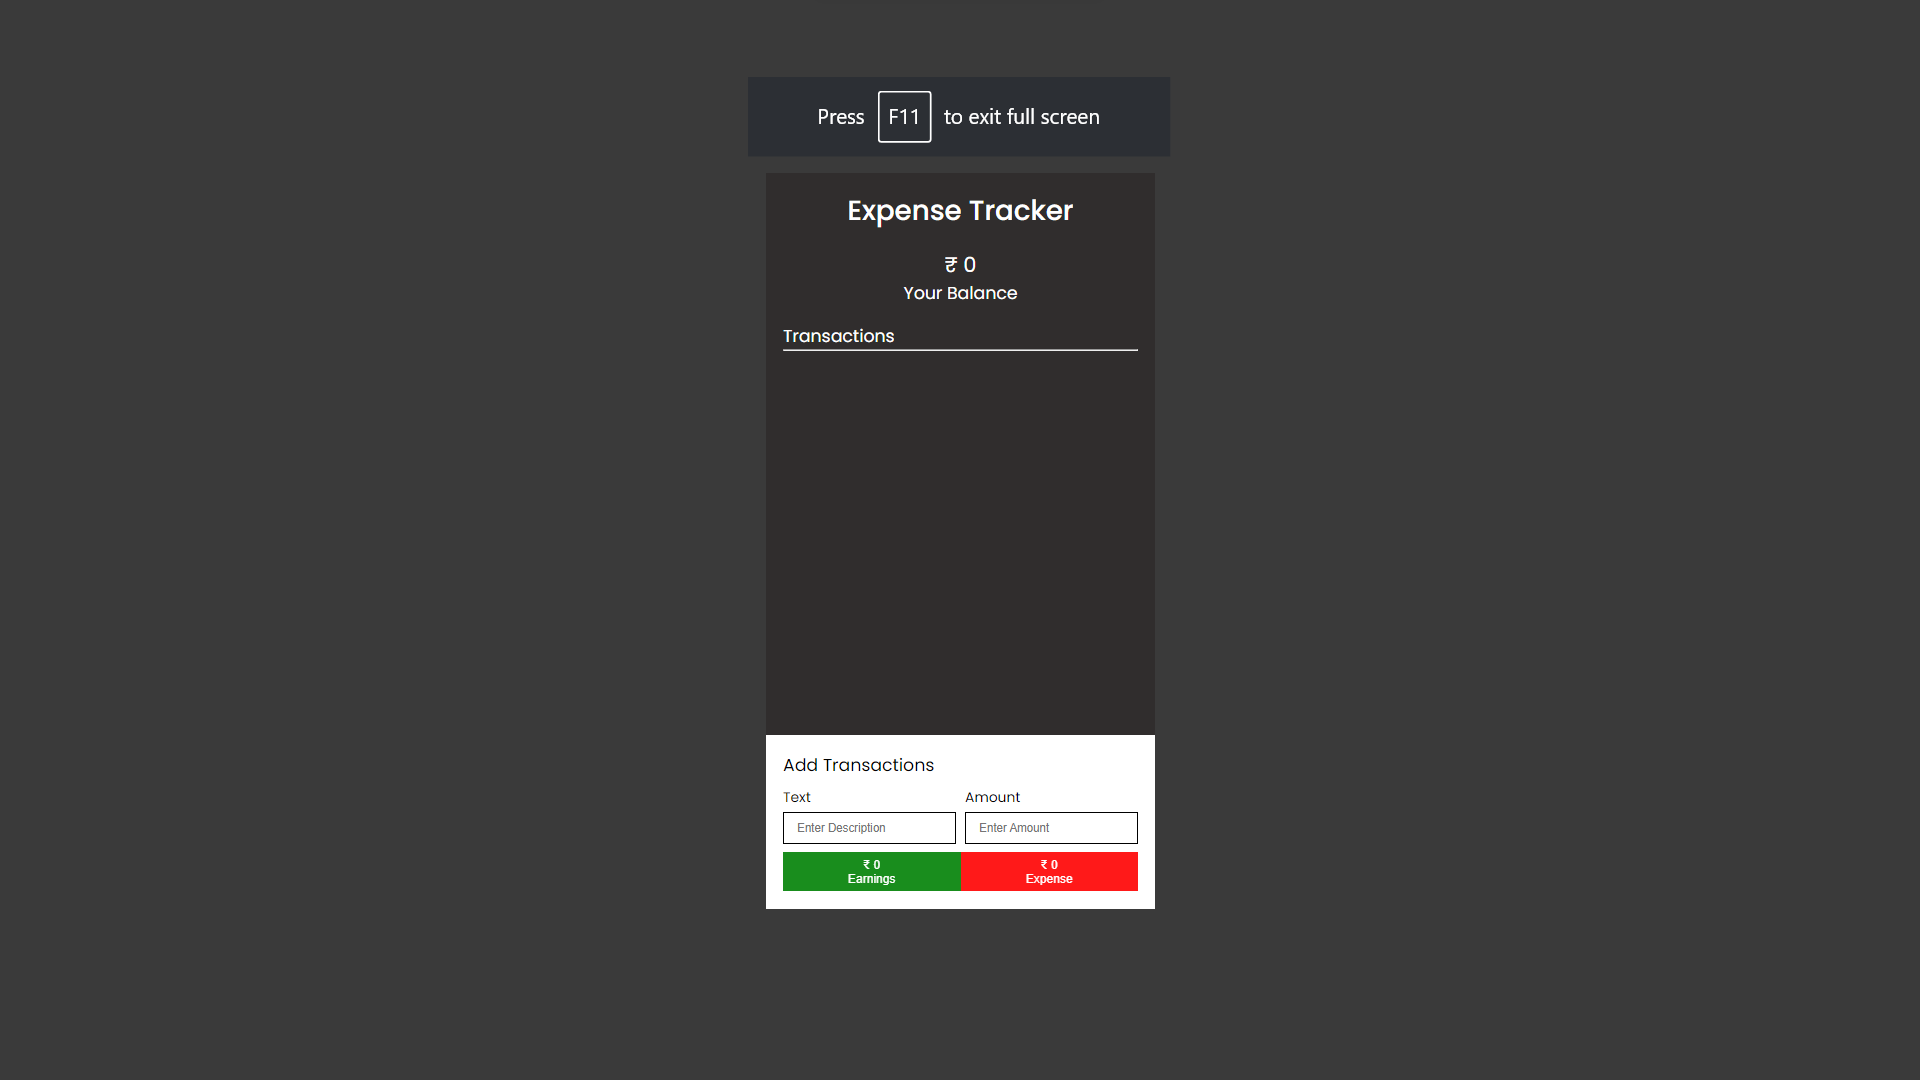 Press F11 to exit full screen
Expense Tracker
₹ 0
Your Balance
Transactions
Add Transactions
Text Amount
Enter Description Enter Amount
₹ 0 ₹ 0
Earnings Expense